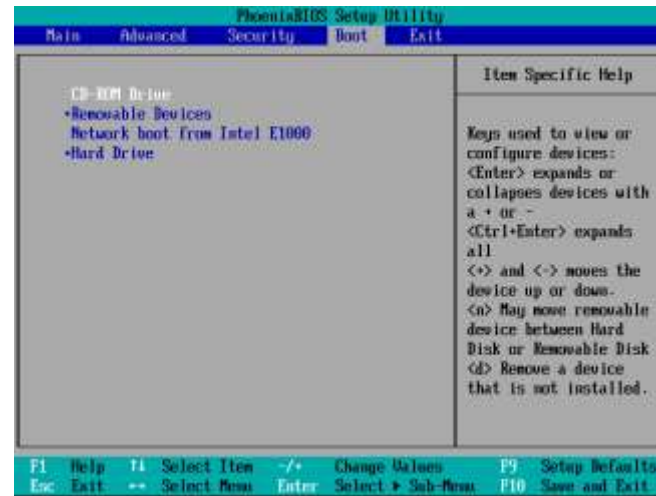 PhoenixBIOS Setup Utility
Main Advanced Security Boot Exit
CD-ROM Drive
+Removable Devices
Network boot from Intel E1000
+Hard Drive
Item Specific Help
Keys used to view or
configure devices:
<Enter> expands or
collapses devices with
a + or -
<Ctrl+Enter> expands
all
<+> and <-> moves the
device up or down.
<n> May move removable
device between Hard
Disk or Removable Disk
<d> Remove a device
that is not installed.
F1 Help ↑↓ Select Item -/+ Change Values F9 Setup Defaults
Esc Exit ↔ Select Menu Enter Select ▶ Sub-Menu F10 Save and Exit